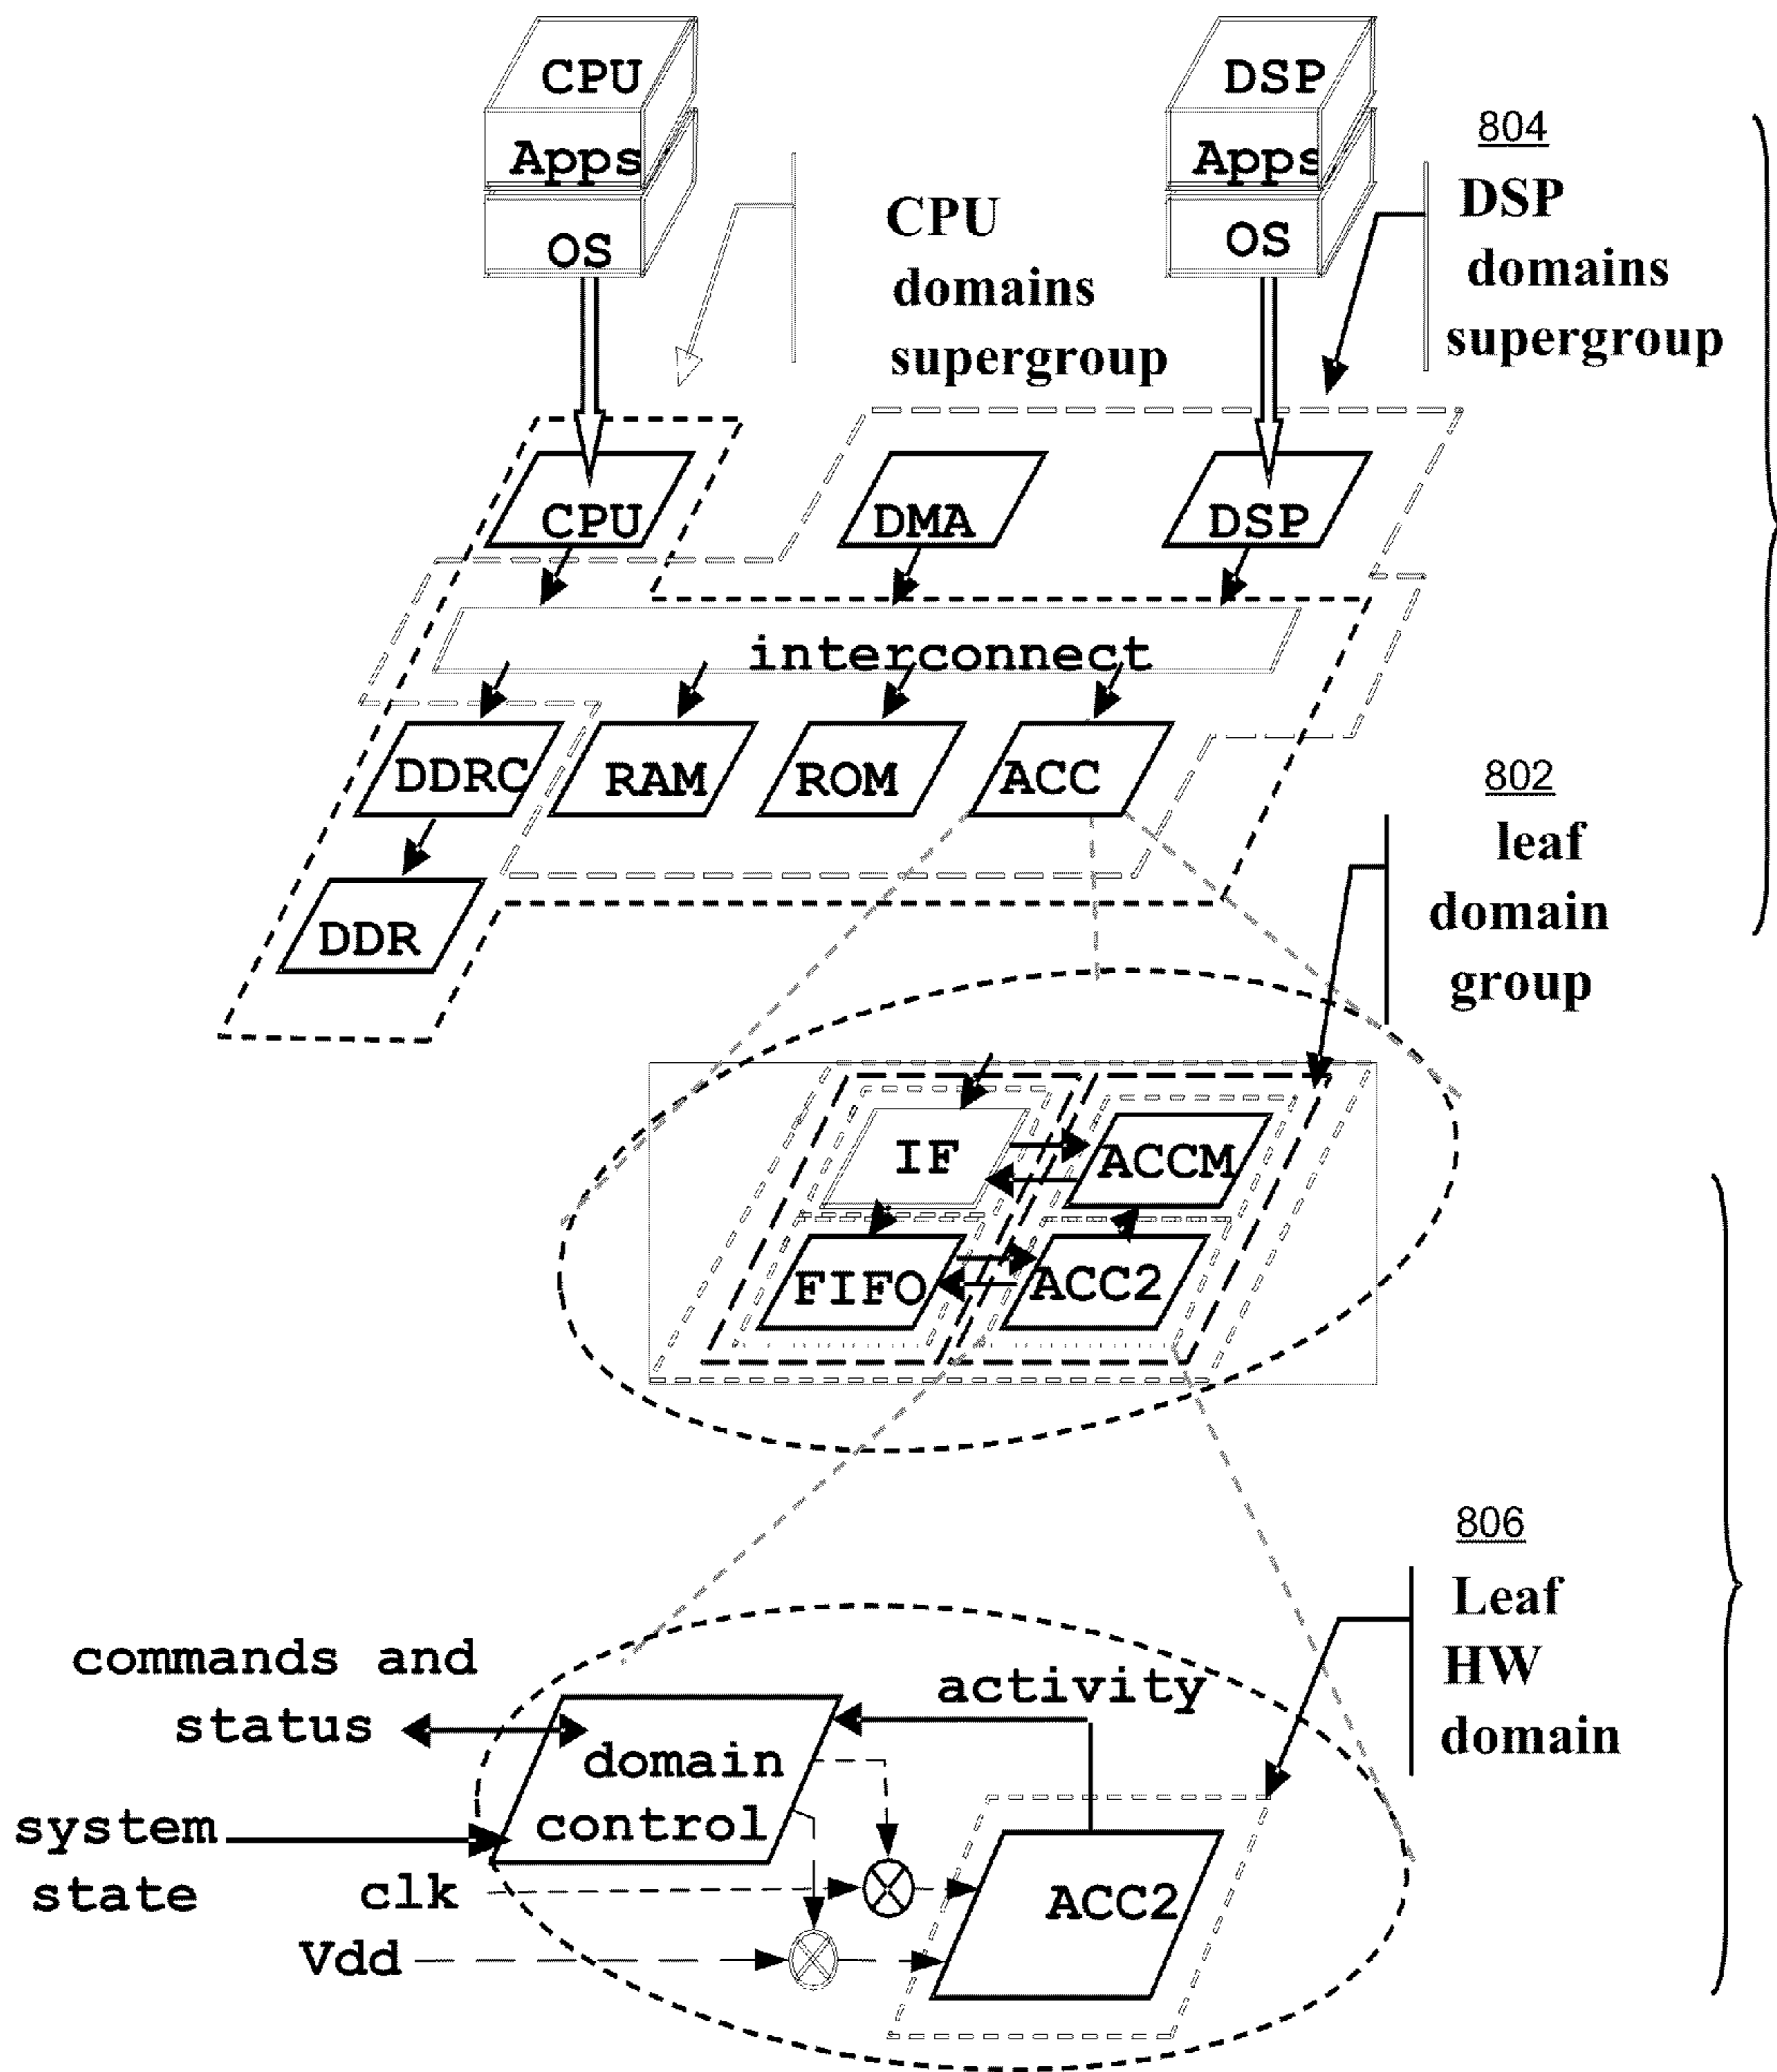 CPU
Apps
OS
DSP
Apps
OS
CPU
domains
supergroup
804
DSP
domains
supergroup
CPU
DMA
DSP
interconnect
DDRC
RAM
ROM
ACC
DDR
802
leaf
domain
group
IF
ACCM
FIFO
ACC2
806
Leaf
HW
domain
commands and
status
activity
domain
control
system
state
clk
Vdd
ACC2